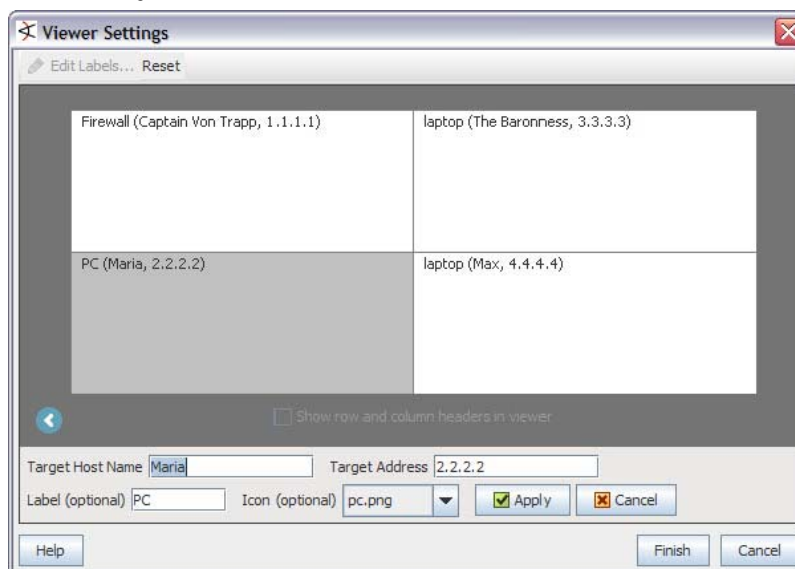 Viewer Settings
Edit Labels... Reset
Firewall (Captain Von Trapp, 1.1.1.1)
laptop (The Baronness, 3.3.3.3)
PC (Maria, 2.2.2.2)
laptop (Max, 4.4.4.4)
Show row and column headers in viewer
Target Host Name Maria Target Address 2.2.2.2
Label (optional) PC Icon (optional) pc.png Apply Cancel
Help Finish Cancel